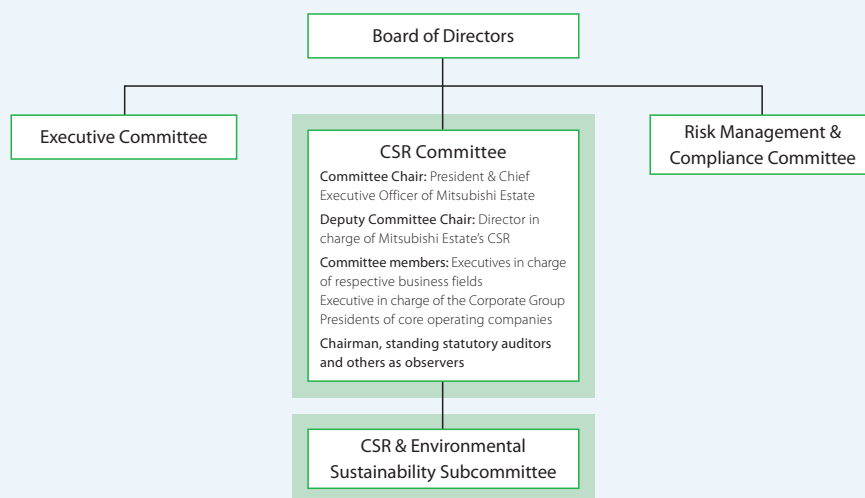 Board of Directors
Executive Committee
CSR Committee
Committee Chair: President & Chief
Executive Officer of Mitsubishi Estate
Deputy Committee Chair: Director in
charge of Mitsubishi Estate's CSR
Committee members: Executives in charge
of respective business fields
Executive in charge of the Corporate Group
Presidents of core operating companies
Chairman, standing statutory auditors
and others as observers
Risk Management &
Compliance Committee
CSR & Environmental
Sustainability Subcommittee